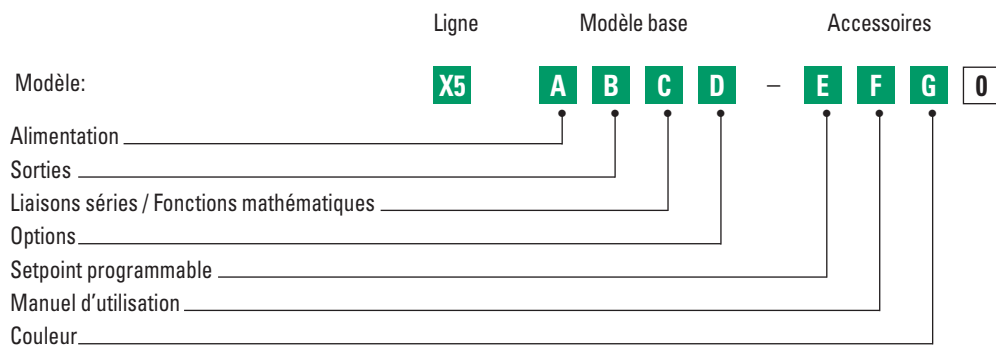 Ligne Modèle base Accessoires
Modèle: X5 A B C D – E F G 0
Alimentation
Sorties
Liaisons séries / Fonctions mathématiques
Options
Setpoint programmable
Manuel d’utilisation
Couleur